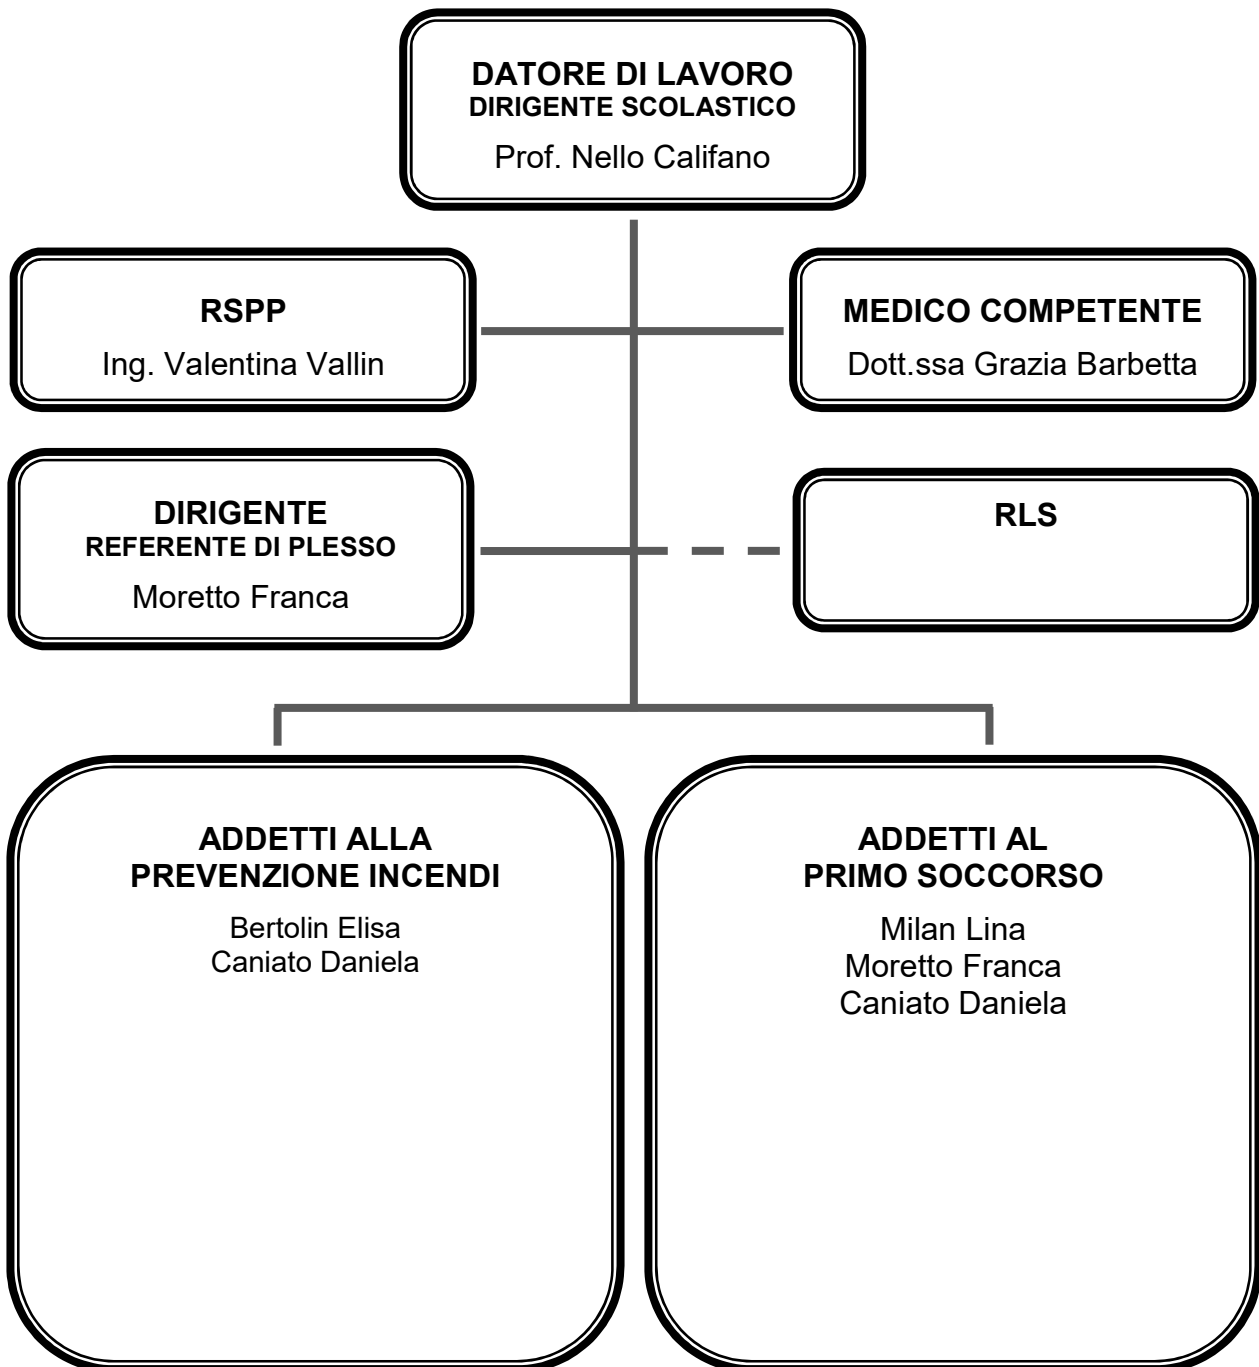 DATORE DI LAVORO
DIRIGENTE SCOLASTICO
Prof. Nello Califano
RSPP
Ing. Valentina Vallin
MEDICO COMPETENTE
Dott.ssa Grazia Barbetta
DIRIGENTE
REFERENTE DI PLESSO
Moretto Franca
RLS
ADDETTI ALLA
PREVENZIONE INCENDI
Bertolin Elisa
Caniato Daniela
ADDETTI AL
PRIMO SOCCORSO
Milan Lina
Moretto Franca
Caniato Daniela